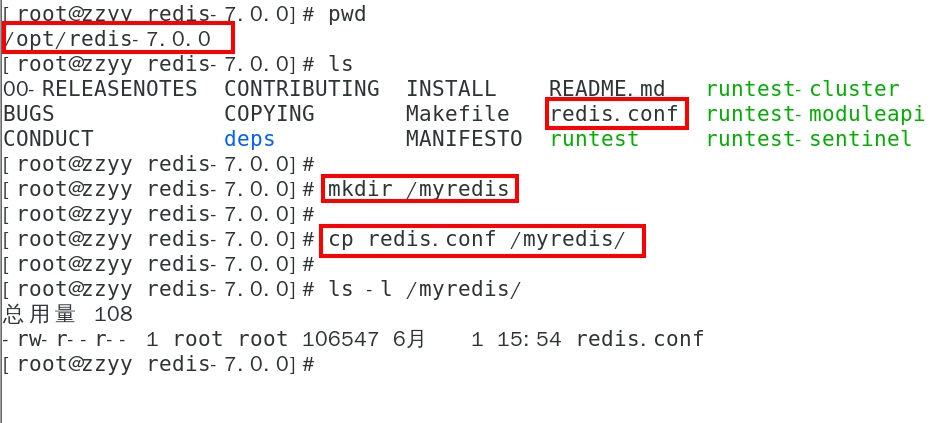 [root@zzyy redis-7.0.0]# pwd
/opt/redis-7.0.0
[root@zzyy redis-7.0.0]# ls
00-RELEASENOTES CONTRIBUTING INSTALL README.md runtest-cluster
BUGS COPYING Makefile redis.conf runtest-moduleapi
CONDUCT deps MANIFESTO runtest runtest-sentinel
[root@zzyy redis-7.0.0]#
[root@zzyy redis-7.0.0]# mkdir /myredis
[root@zzyy redis-7.0.0]#
[root@zzyy redis-7.0.0]# cp redis.conf /myredis/
[root@zzyy redis-7.0.0]#
[root@zzyy redis-7.0.0]# ls -l /myredis/
总用量 108
-rw-r--r-- 1 root root 106547 6月 1 15:54 redis.conf
[root@zzyy redis-7.0.0]#